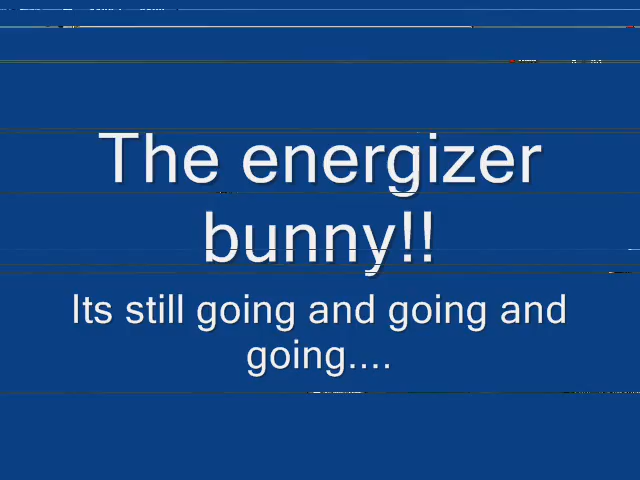 The energizer
bunny!!
Its still going and going and
going....